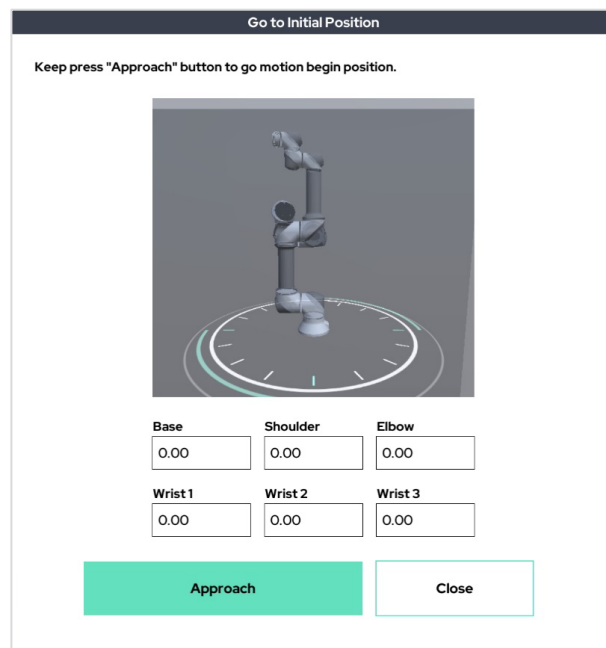 Go to Initial Position
Keep press "Approach" button to go motion begin position.
Base Shoulder Elbow
0.00 0.00 0.00
Wrist 1 Wrist 2 Wrist 3
0.00 0.00 0.00
Approach Close